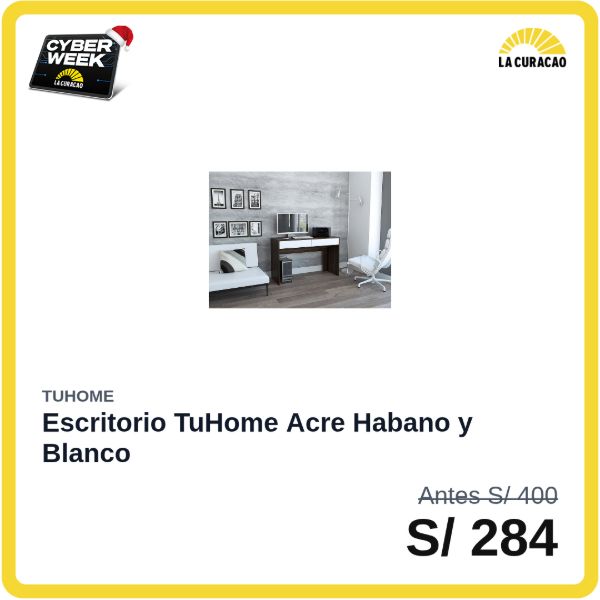 CYBER
WEEK
LA CURACAO
LA CURACAO
TUHOME
Escritorio TuHome Acre Habano y
Blanco
Antes S/ 400
S/ 284